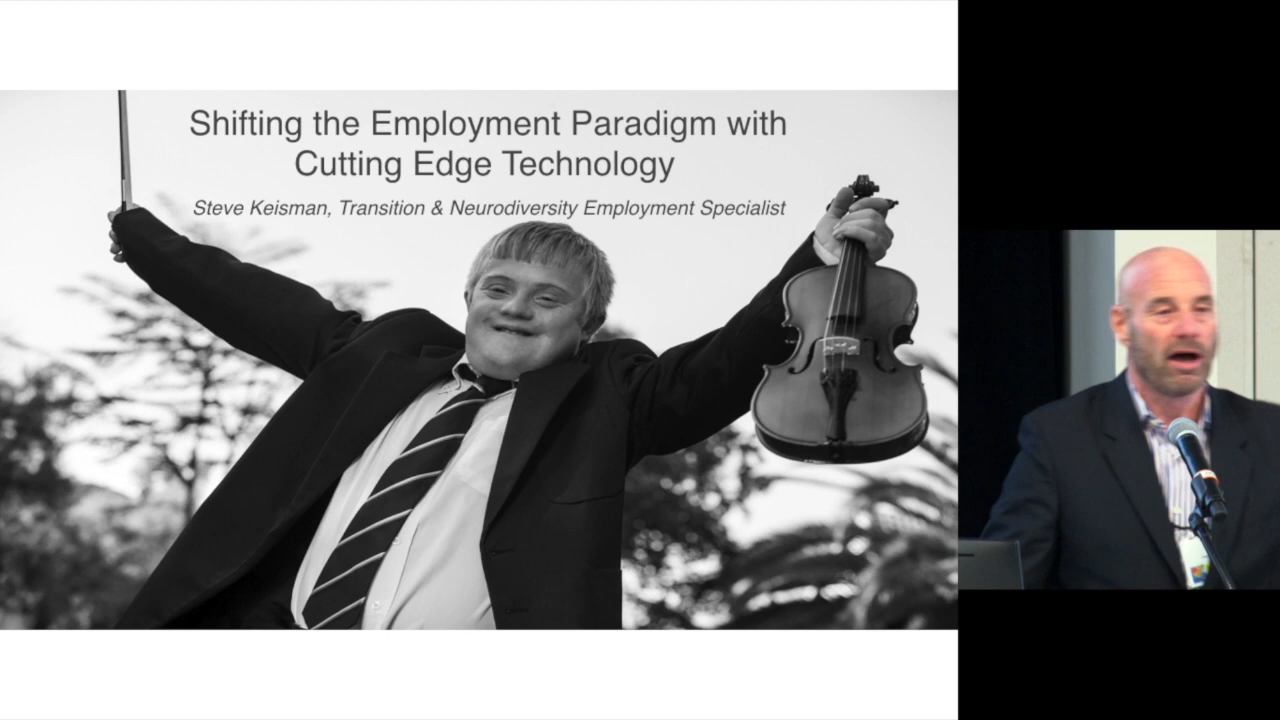 Shifting the Employment Paradigm with
Cutting Edge Technology
Steve Keisman, Transition & Neurodiversity Employment Specialist